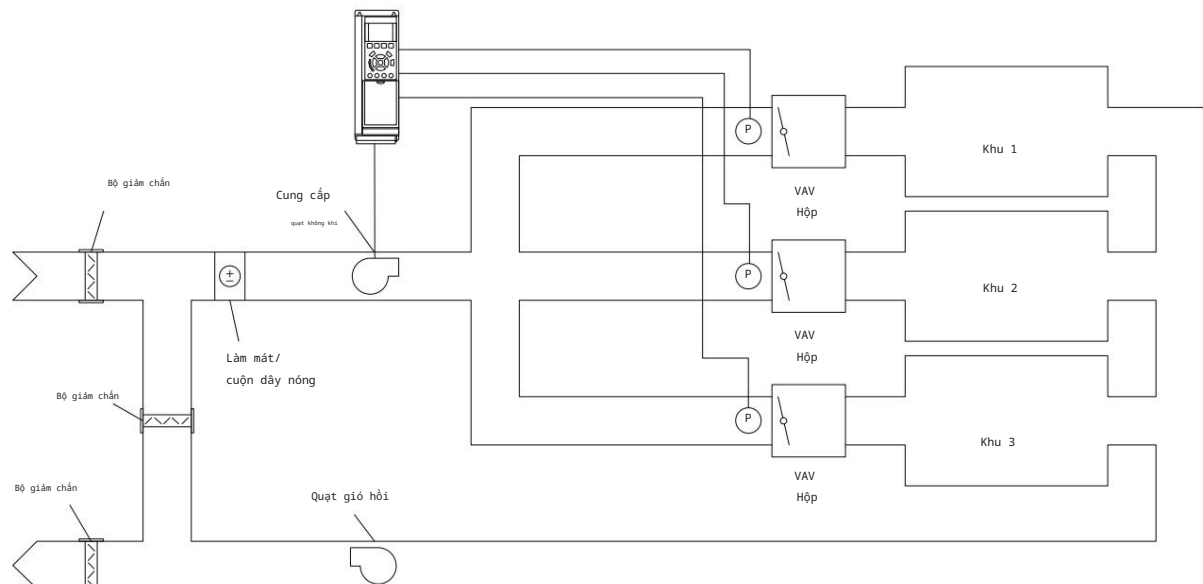 Bộ giảm chấn
Cung cấp
quạt không khí
Làm mát/
cuộn dây nóng
Bộ giảm chấn
Bộ giảm chấn
Quạt gió hồi
P
VAV
Hộp
Khu 1
P
VAV
Hộp
Khu 2
P
VAV
Hộp
Khu 3